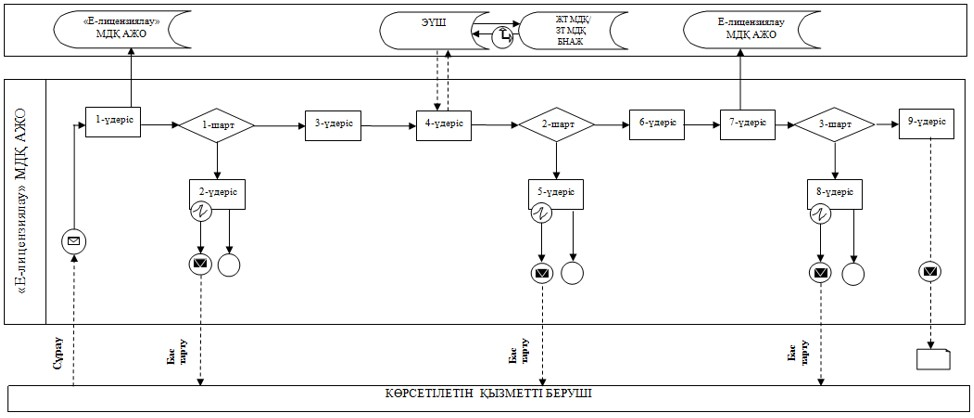 «Е-лицензиялау»
МДҚ АЖО
ЭҮШ
ЖТ МДҚ/
ЗТ МДҚ
БНАЖ
Е-лицензиялау
МДҚ АЖО
«Е-лицензиялау» МДҚ АЖО
1-үдеріс
1-шарт
3-үдеріс
4-үдеріс
2-шарт
6-үдеріс
7-үдеріс
3-шарт
9-үдеріс
2-үдеріс
5-үдеріс
8-үдеріс
Сұрау
Бас
тарту
Бас
тарту
Бас
тарту
КӨРСЕТІЛЕТІН ҚЫЗМЕТТІ БЕРУШІ